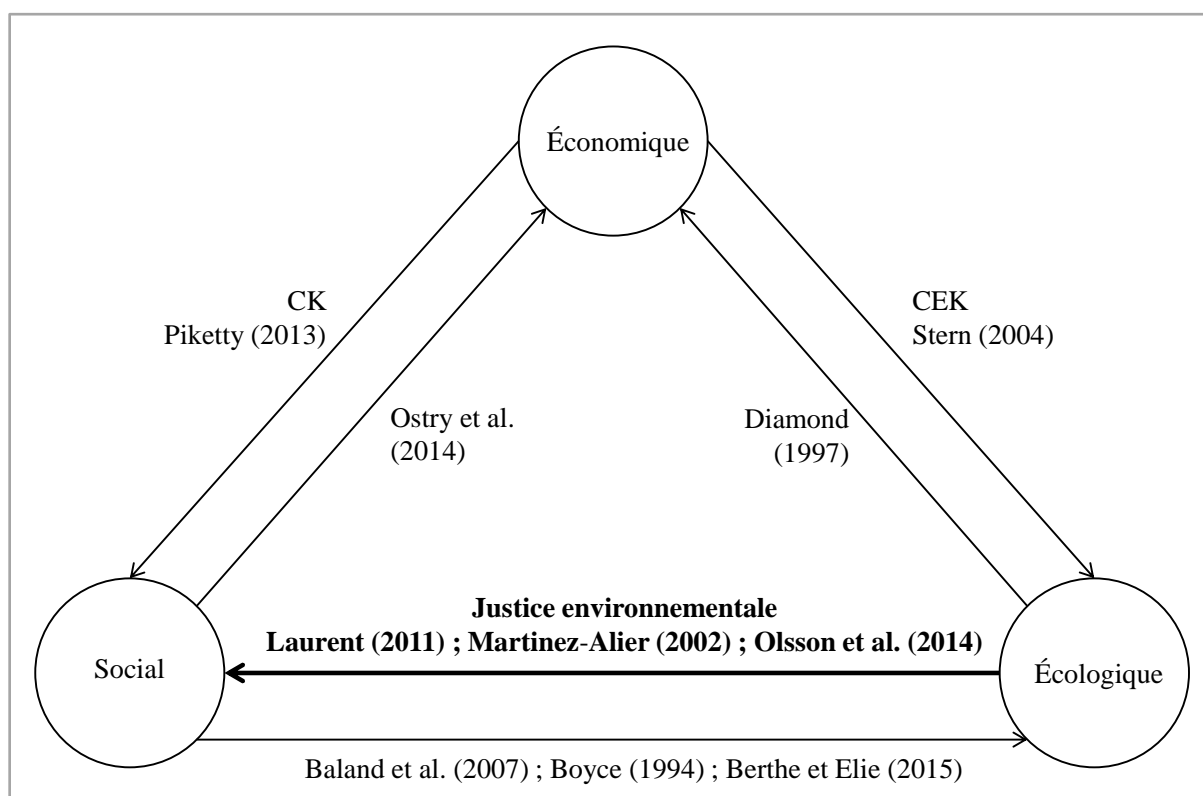 Économique
CK
Piketty (2013)
CEK
Stern (2004)
Ostry et al.
(2014)
Diamond
(1997)
Justice environnementale
Laurent (2011) ; Martinez-Alier (2002) ; Olsson et al. (2014)
Social
Écologique
Baland et al. (2007) ; Boyce (1994) ; Berthe et Elie (2015)